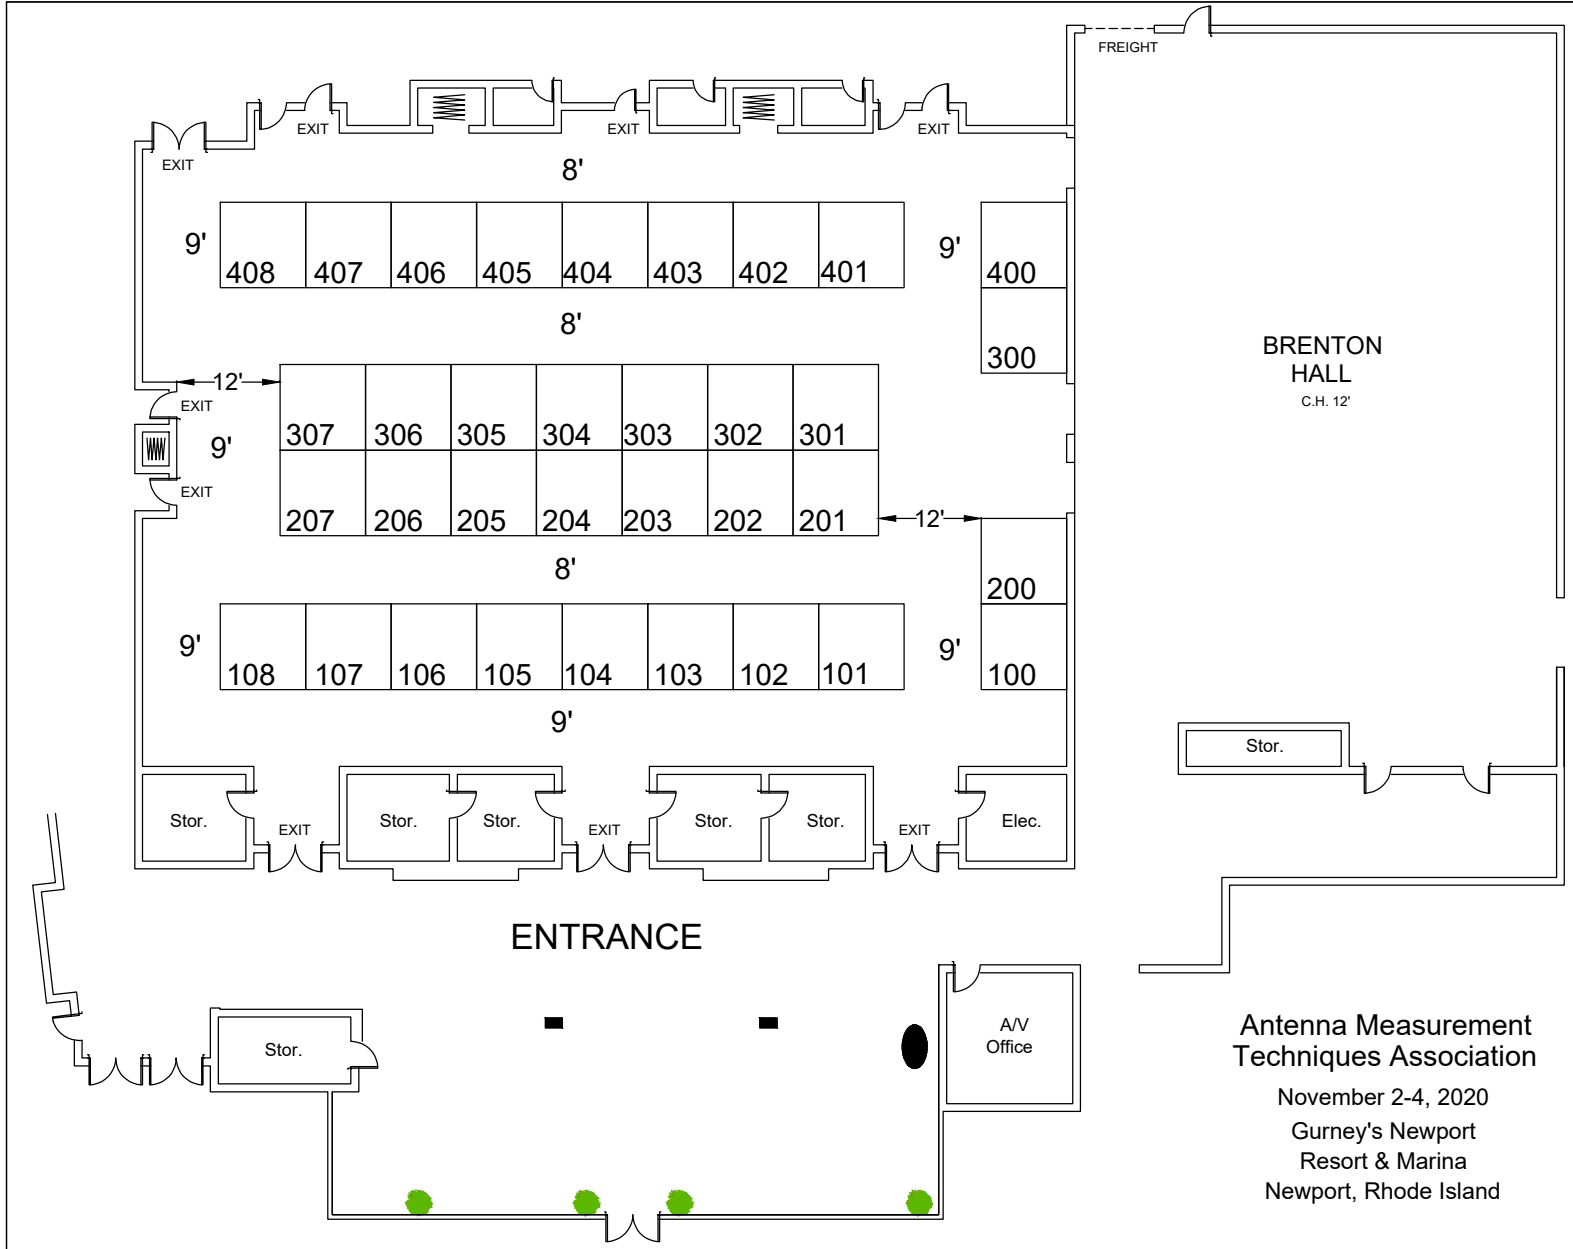 FREIGHT
EXIT
EXIT
EXIT
EXIT
8'
9'
408
407
406
405
404
403
402
401
9'
400
8'
300
BRENTON
HALL
C.H. 12'
12'
EXIT
9'
EXIT
307
306
305
304
303
302
301
207
206
205
204
203
202
201
12'
200
8'
9'
108
107
106
105
104
103
102
101
9'
100
9'
Stor.
Stor.
EXIT
Stor.
Stor.
EXIT
Stor.
Stor.
EXIT
Elec.
ENTRANCE
Stor.
A/V
Office
Antenna Measurement
Techniques Association
November 2-4, 2020
Gurney's Newport
Resort & Marina
Newport, Rhode Island